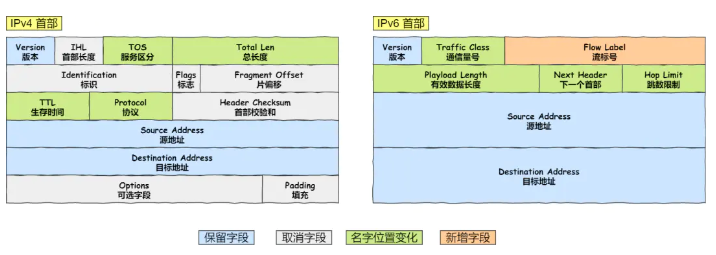 IPv4 首部
IPv6 首部
Version
版本
IHL
首部长度
TOS
服务区分
Total Len
总长度
Identification
标识
Flags
标志
Fragment Offset
片偏移
TTL
生存时间
Protocol
协议
Header Checksum
首部校验和
Source Address
源地址
Destination Address
目标地址
Options
可选字段
Padding
填充
Version
版本
Traffic Class
通信量号
Flow Label
流标号
Playload Length
有效数据长度
Next Header
下一个首部
Hop Limit
跳数限制
Source Address
源地址
Destination Address
目标地址
保留字段
取消字段
名字位置变化
新增字段